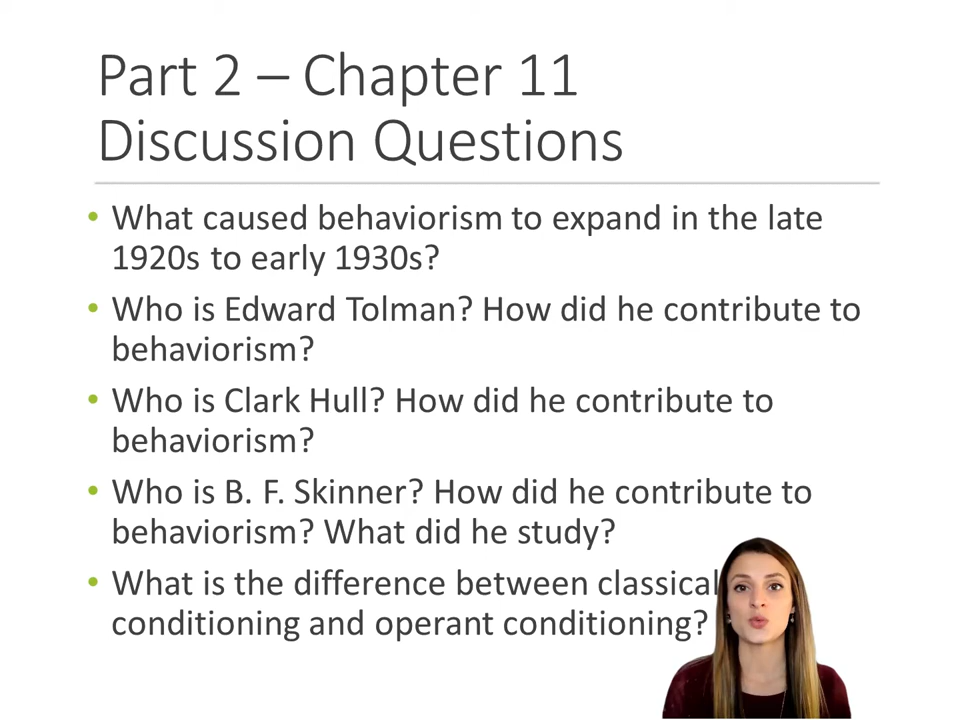 Part 2 – Chapter 11
Discussion Questions
• What caused behaviorism to expand in the late
1920s to early 1930s?
• Who is Edward Tolman? How did he contribute to
behaviorism?
• Who is Clark Hull? How did he contribute to
behaviorism?
• Who is B. F. Skinner? How did he contribute to
behaviorism? What did he study?
• What is the difference between classical
conditioning and operant conditioning?